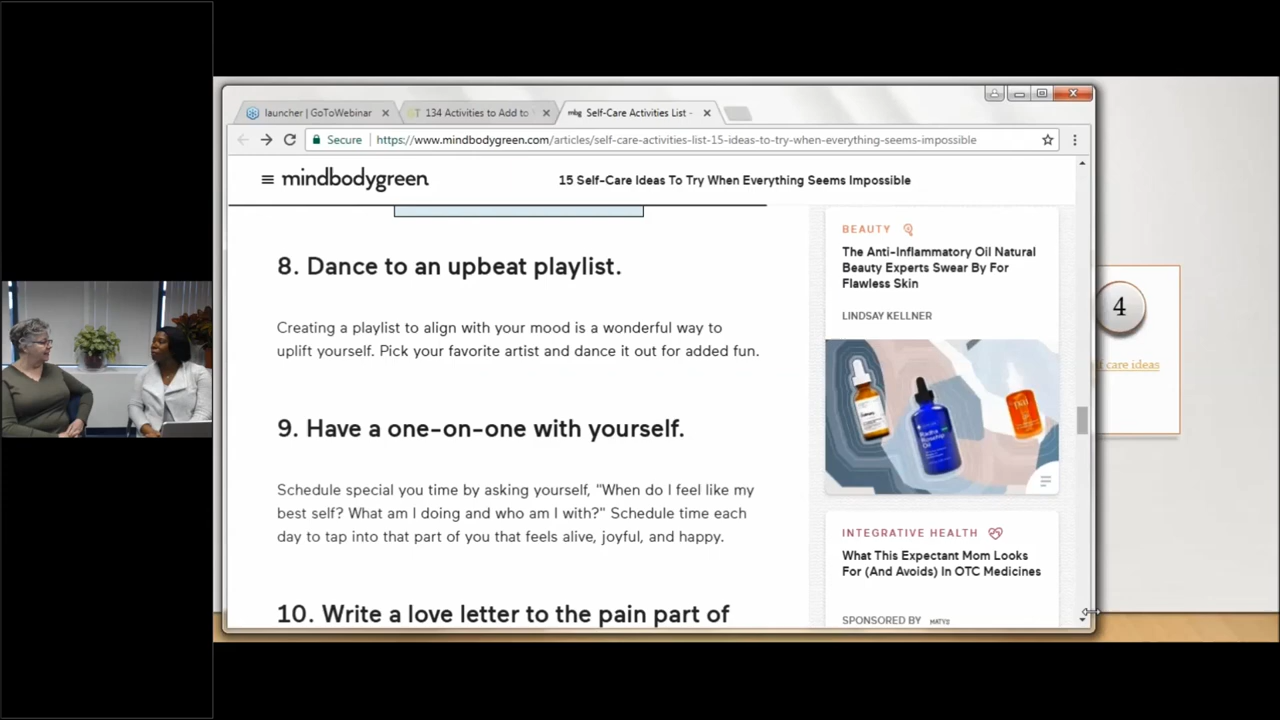 launcher | GoToWebinar
134 Activities to Add to
Self-Care Activities List -
Secure
https://www.mindbodygreen.com/articles/self-care-activities-list-15-ideas-to-try-when-everything-seems-impossible
mindbodygreen
15 Self-Care Ideas To Try When Everything Seems Impossible
8. Dance to an upbeat playlist.
Creating a playlist to align with your mood is a wonderful way to
uplift yourself. Pick your favorite artist and dance it out for added fun.
9. Have a one-on-one with yourself.
Schedule special you time by asking yourself, "When do I feel like my
best self? What am I doing and who am I with?" Schedule time each
day to tap into that part of you that feels alive, joyful, and happy.
10. Write a love letter to the pain part of
BEAUTY
The Anti-Inflammatory Oil Natural
Beauty Experts Swear By For
Flawless Skin
LINDSAY KELLNER
INTEGRATIVE HEALTH
What This Expectant Mom Looks
For (And Avoids) In OTC Medicines
SPONSORED BY
4
care ideas